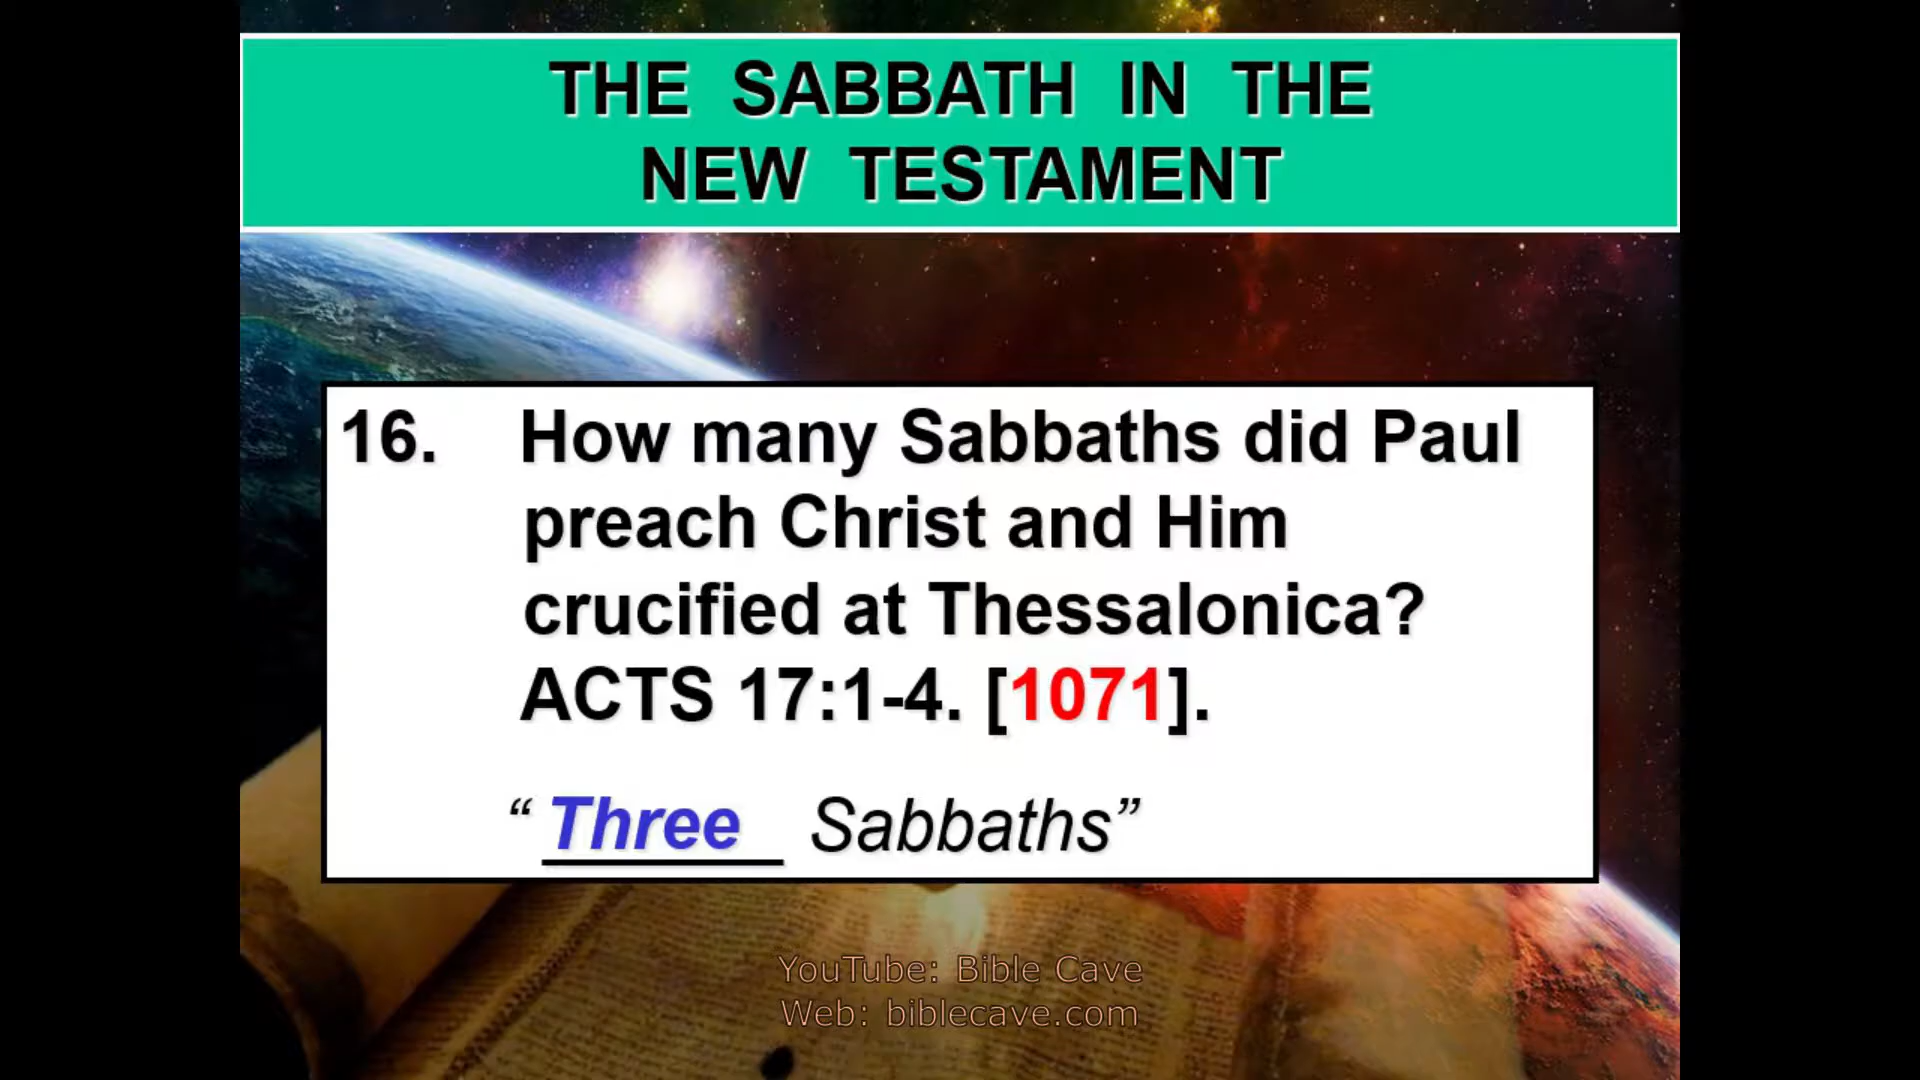 THE SABBATH IN THE
NEW TESTAMENT
16. How many Sabbaths did Paul
preach Christ and Him
crucified at Thessalonica?
ACTS 17:1-4. [1071].
“ Three Sabbaths”
YouTube: Bible Cave
Web: biblecave.com